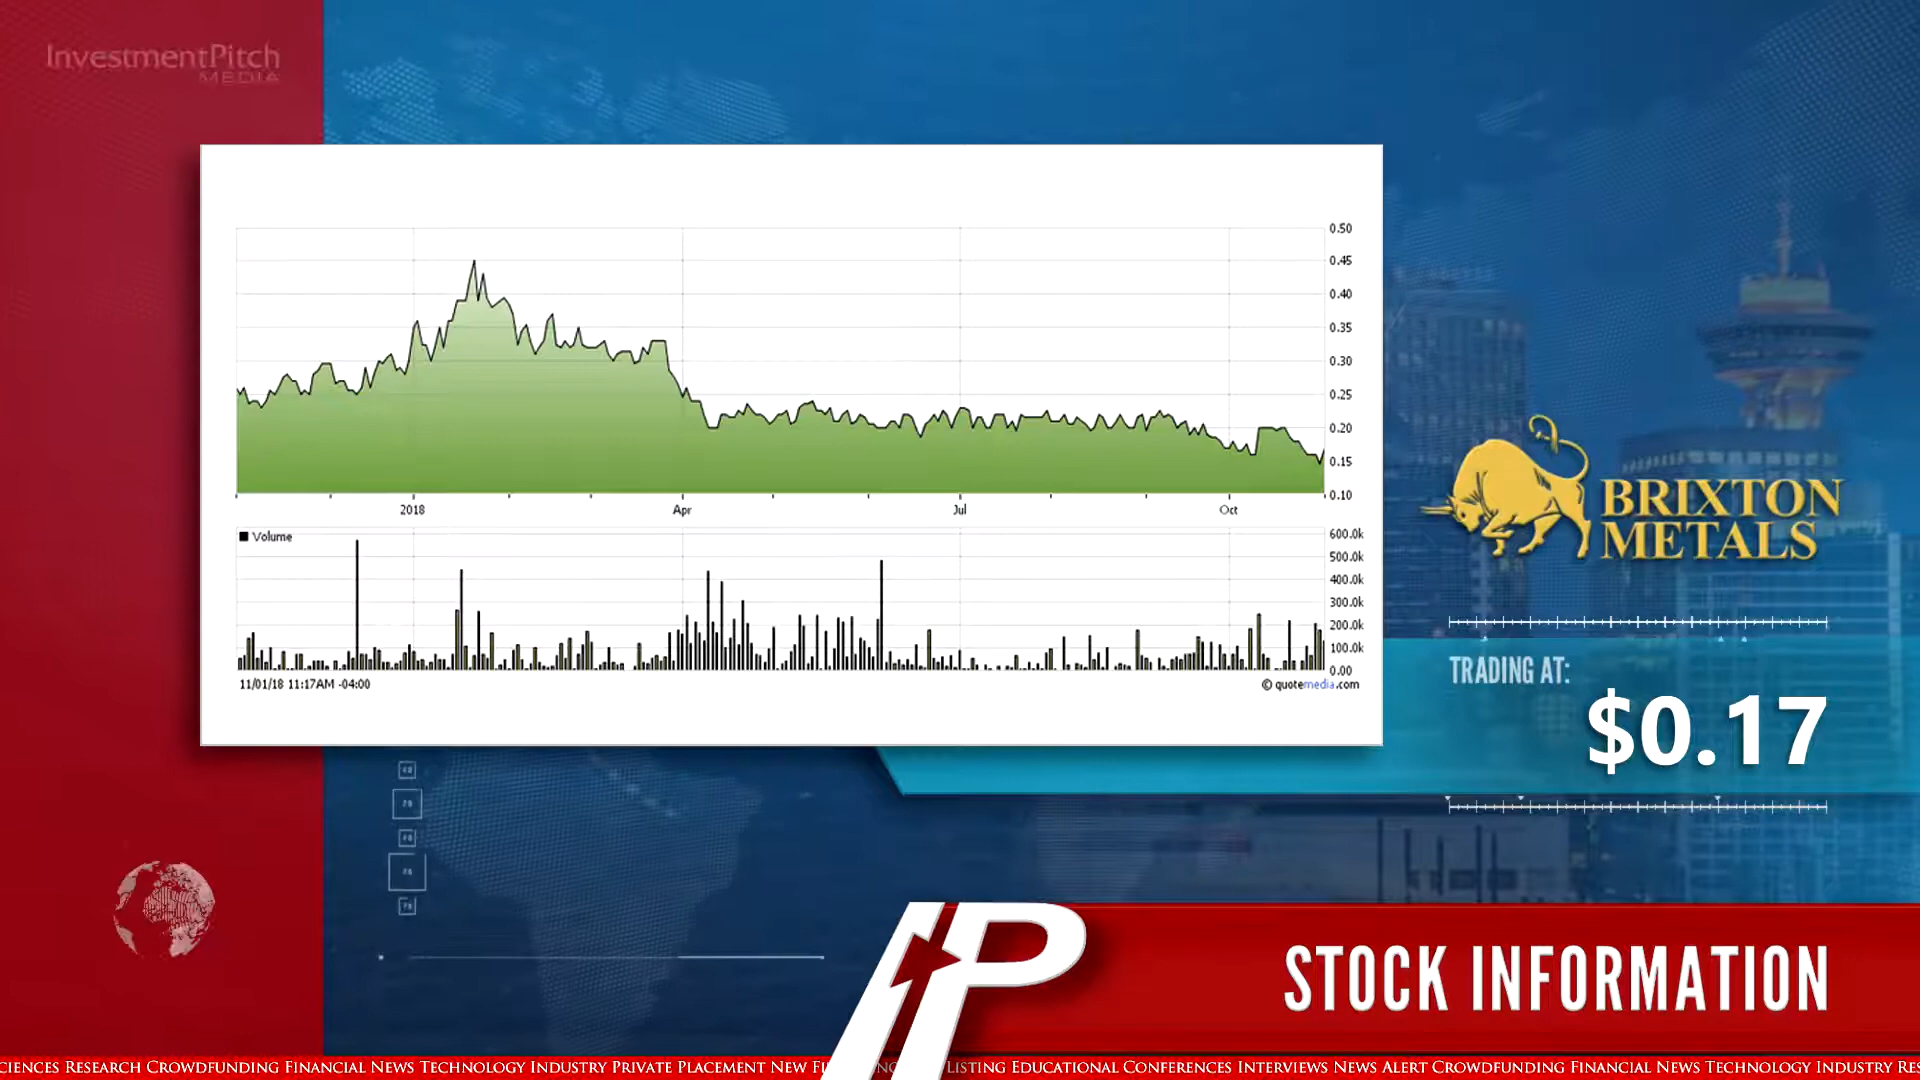 InvestmentPitch
MEDIA
0.50
0.45
0.40
0.35
0.30
0.25
0.20
0.15
0.10
2018 Apr Jul Oct
Volume
600.0k
500.0k
400.0k
300.0k
200.0k
100.0k
0.00
11/01/18 11:17AM -04:00
© quotemedia.com
BRIXTON
METALS
TRADING AT:
$0.17
IP
STOCK INFORMATION
CIENCES RESEARCH CROWDFUNDING FINANCIAL NEWS TECHNOLOGY INDUSTRY PRIVATE PLACEMENT NEW LISTING EDUCATIONAL CONFERENCES INTERVIEWS NEWS ALERT CROWDFUNDING FINANCIAL NEWS TECHNOLOGY INDUSTRY